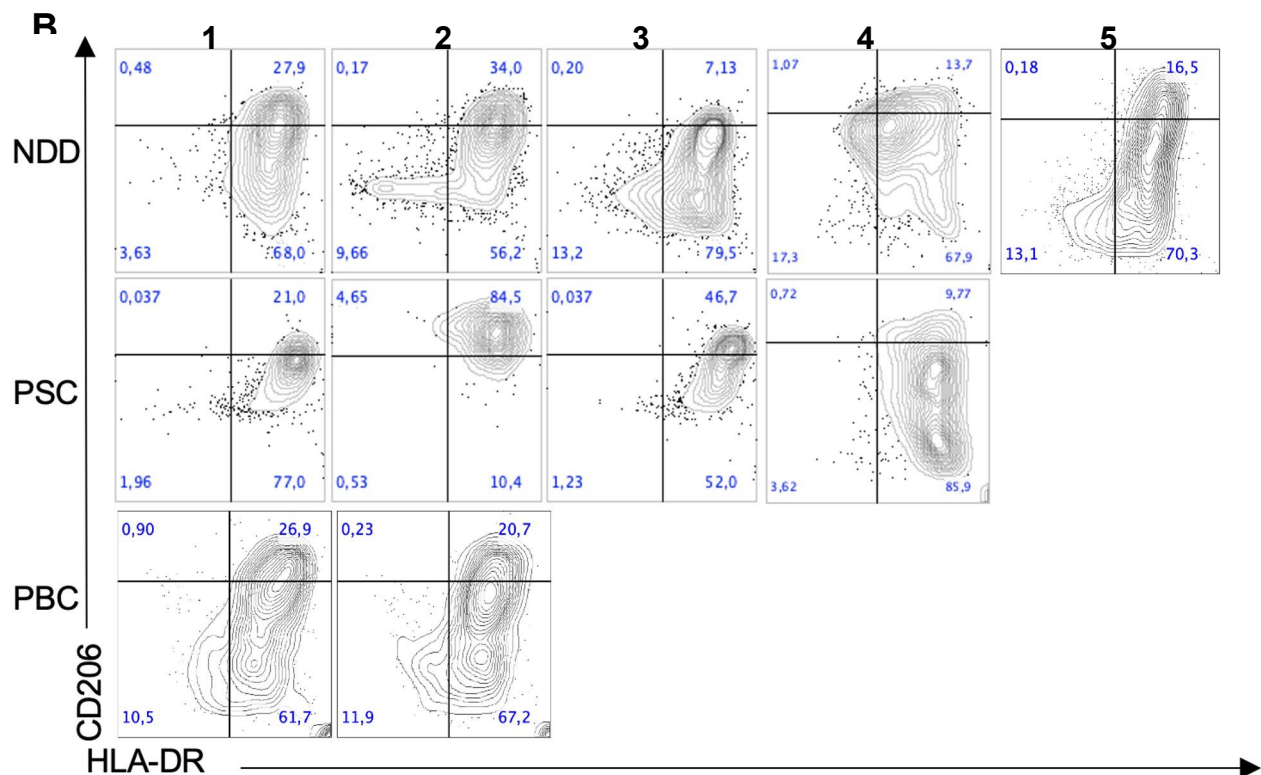 B
1 2 3 4 5
NDD
0,48 27,9 0,17 34,0 0,20 7,13 1,07 13,7 0,18 16,5
3,63 68,0 9,66 56,2 13,2 79,5 17,3 67,9 13,1 70,3
PSC
0,037 21,0 4,65 84,5 0,037 46,7 0,72 9,77
1,96 77,0 0,53 10,4 1,23 52,0 3,62 85,9
PBC
0,90 26,9 0,23 20,7
10,5 61,7 11,9 67,2
CD206
HLA-DR